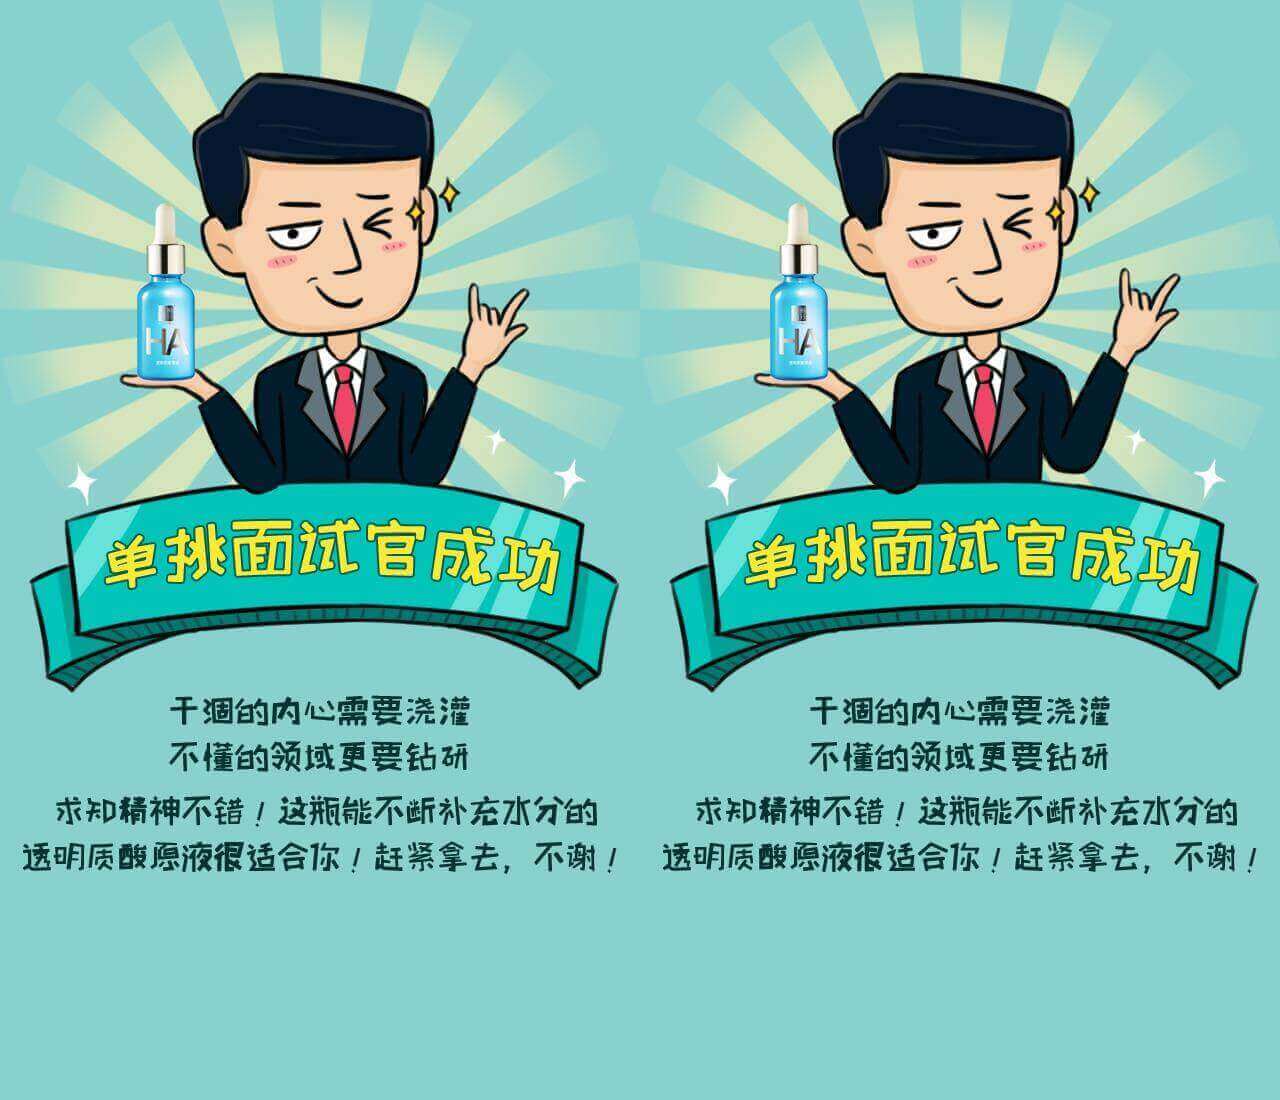 HA
单挑面试官成功
干涸的内心需要浇灌
不懂的领域更要钻研
求知精神不错！这瓶能不断补充水分的
透明质酸原液很适合你！赶紧拿去，不谢！
HA
单挑面试官成功
干涸的内心需要浇灌
不懂的领域更要钻研
求知精神不错！这瓶能不断补充水分的
透明质酸原液很适合你！赶紧拿去，不谢！